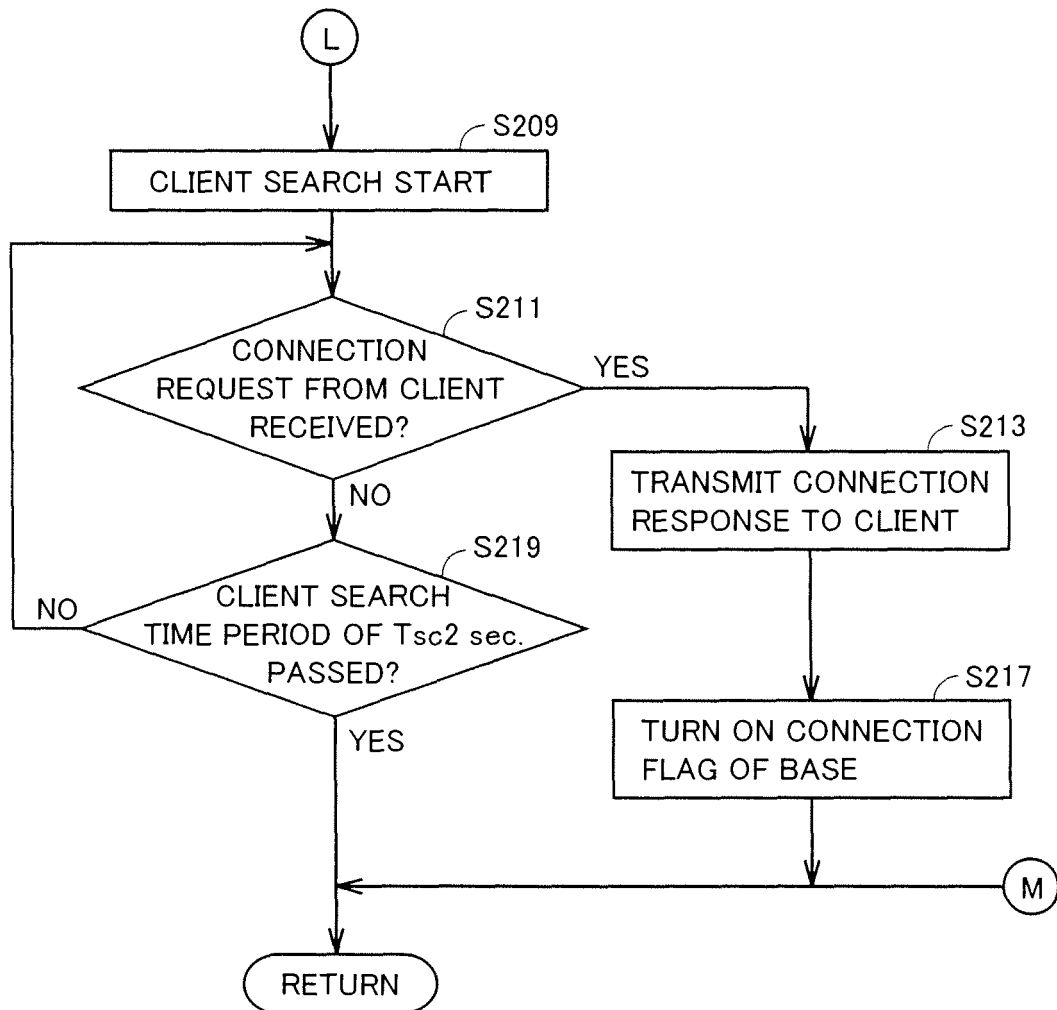 L
S209
CLIENT SEARCH START
S211
CONNECTION
REQUEST FROM CLIENT
RECEIVED?
YES
NO
S213
TRANSMIT CONNECTION
RESPONSE TO CLIENT
S219
CLIENT SEARCH
TIME PERIOD OF Tsc2 sec.
PASSED?
NO
YES
S217
TURN ON CONNECTION
FLAG OF BASE
M
RETURN